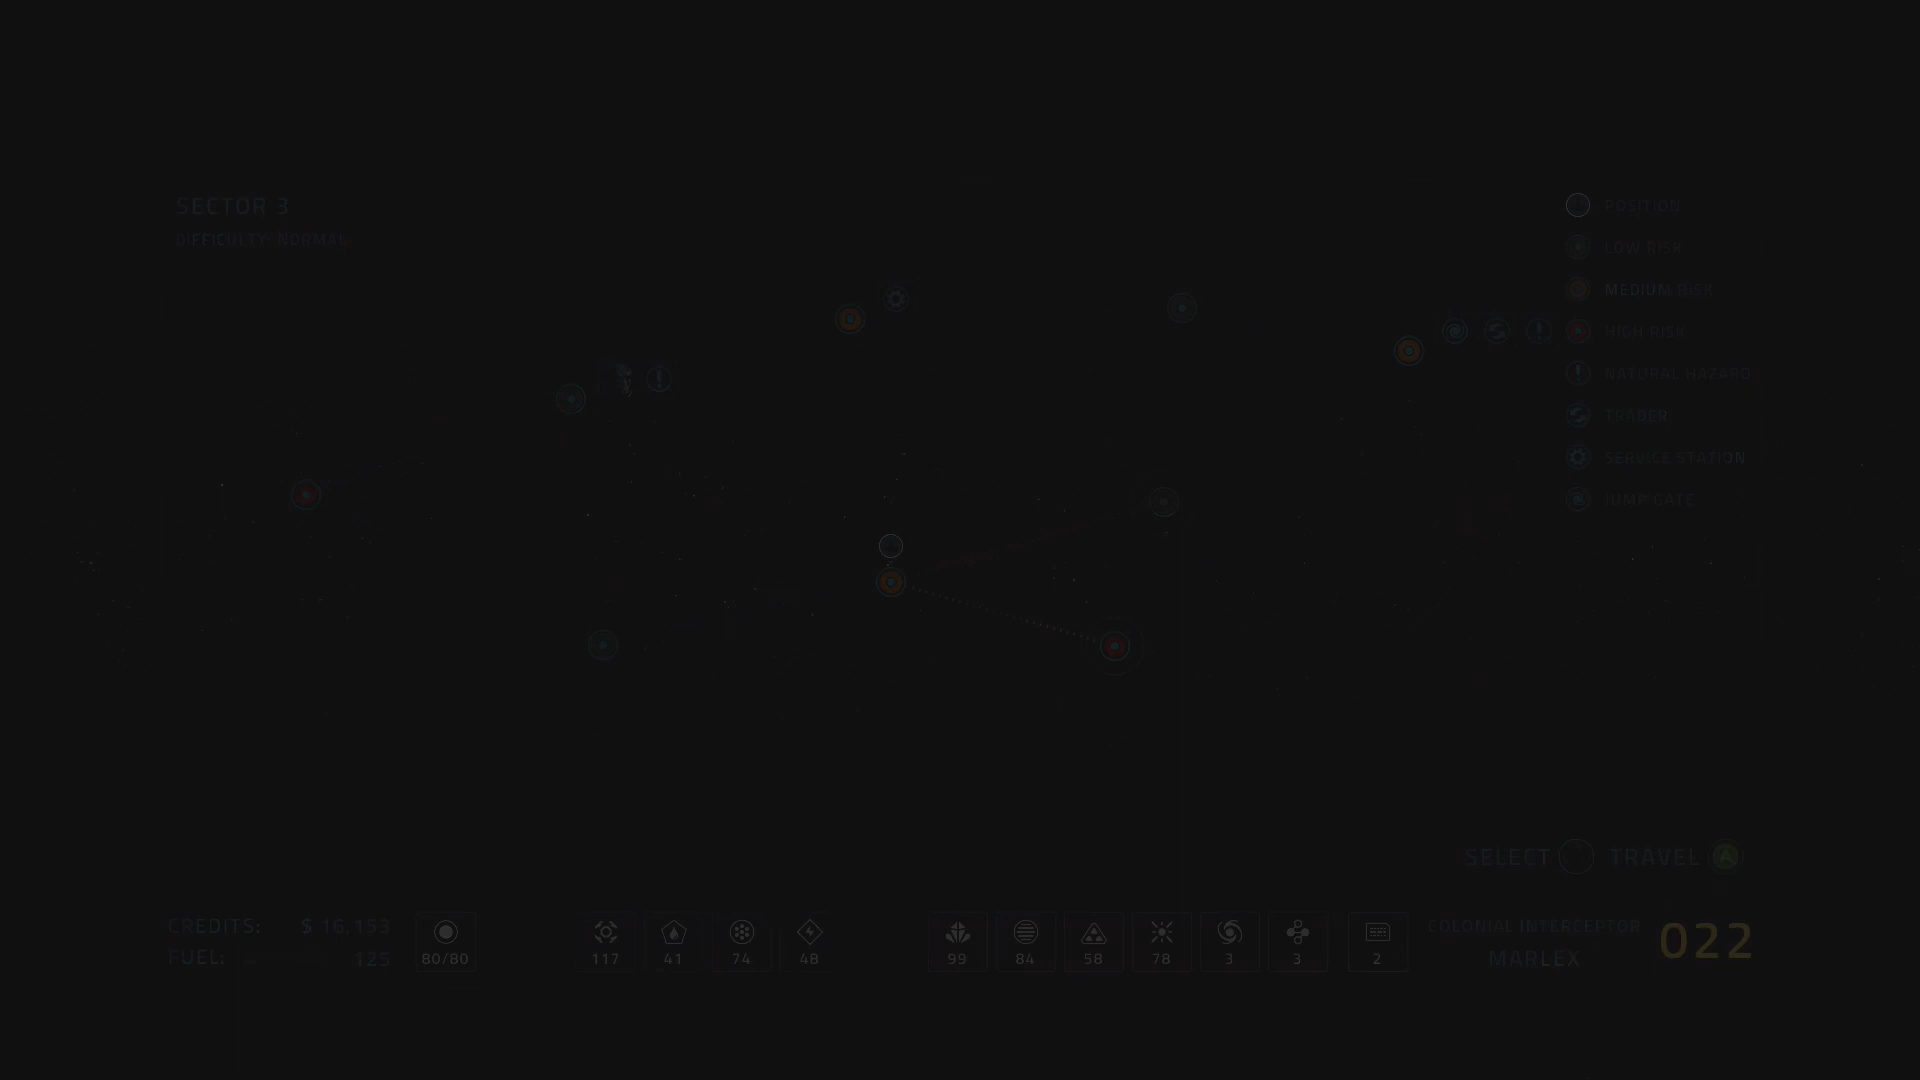 SECTOR 3
DIFFICULTY: NORMAL
POSITION
LOW RISK
MEDIUM RISK
HIGH RISK
NATURAL HAZARD
TRADER
SERVICE STATION
JUMP GATE
SELECT
TRAVEL A
CREDITS: $ 16,153
FUEL: 125
80/80
117
41
74
48
99
84
58
78
3
3
2
COLONIAL INTERCEPTOR
MARLEX
022